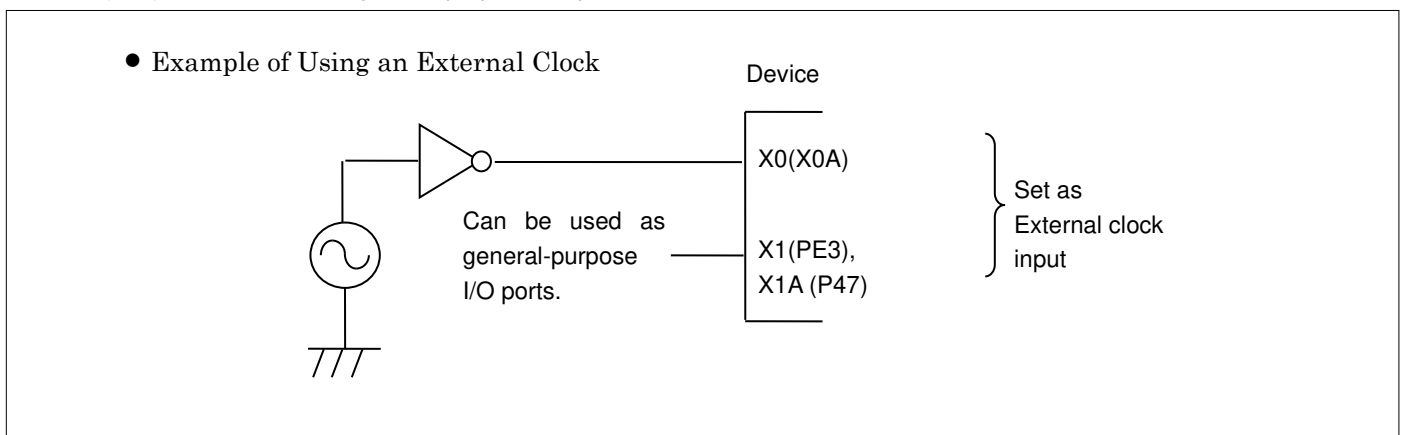 ● Example of Using an External Clock
Device
X0(X0A)
Can be used as
general-purpose
I/O ports.
X1(PE3),
X1A (P47)
Set as
External clock
input